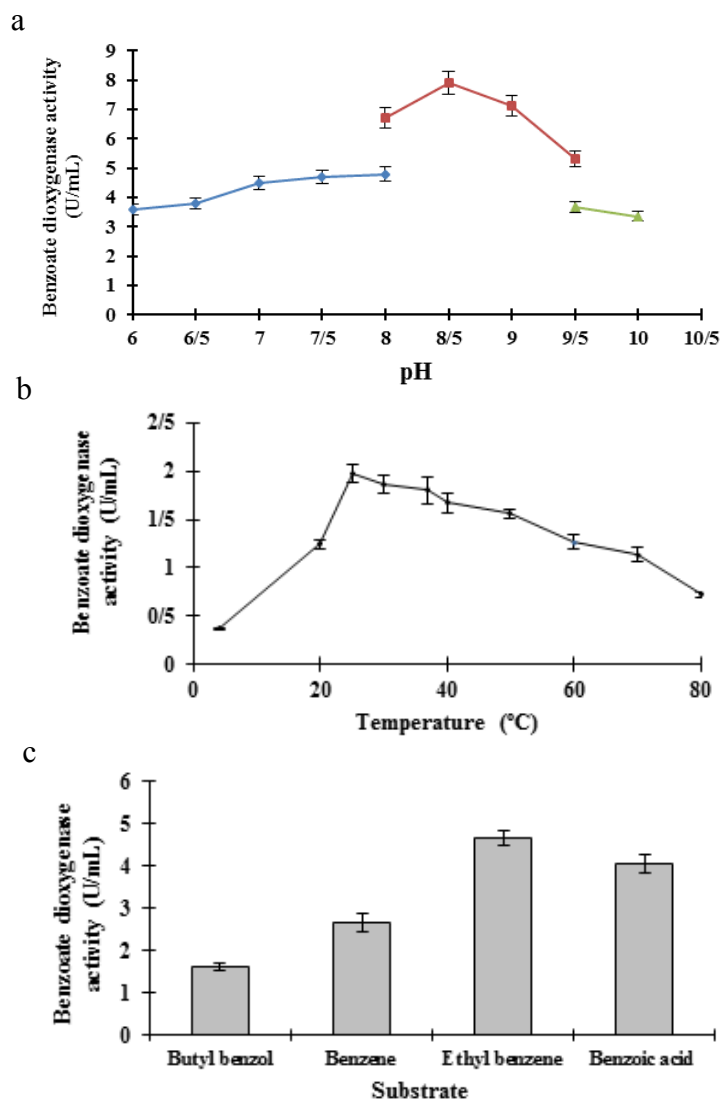 a
Benzoate dioxygenase activity
(U/mL)
9
8
7
6
5
4
3
2
1
0
6 6/5 7 7/5 8 8/5 9 9/5 10 10/5
pH
b
Benzoate dioxygenase
activity (U/mL)
2/5
2
1/5
1
0/5
0
0 20 40 60 80
Temperature (°C)
c
Benzoate dioxygenase
activity (U/mL)
6
5
4
3
2
1
0
Butyl benzol Benzene Ethyl benzene Benzoic acid
Substrate